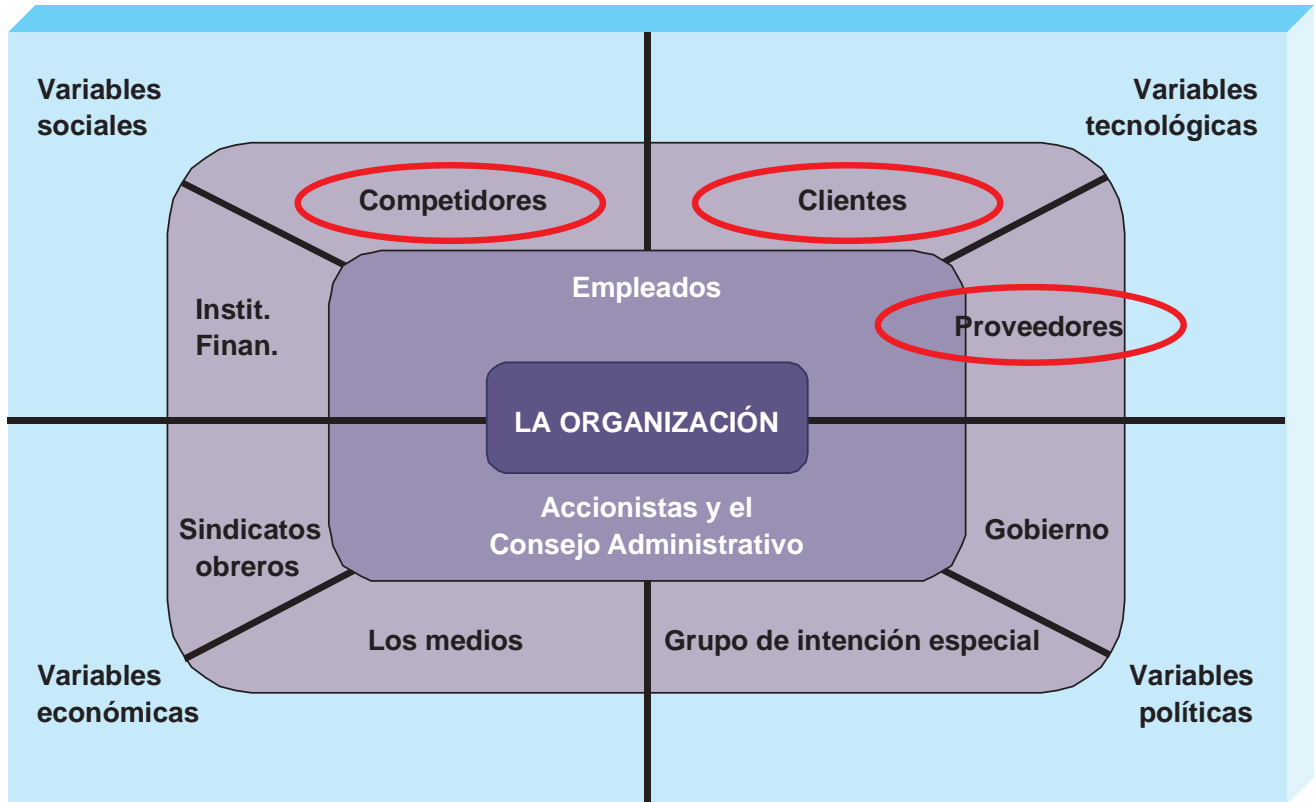 Variables
sociales
Variables
tecnológicas
Competidores
Clientes
Empleados
Instit.
Finan.
Proveedores
LA ORGANIZACIÓN
Accionistas y el
Consejo Administrativo
Sindicatos
obreros
Gobierno
Los medios
Grupo de intención especial
Variables
económicas
Variables
políticas